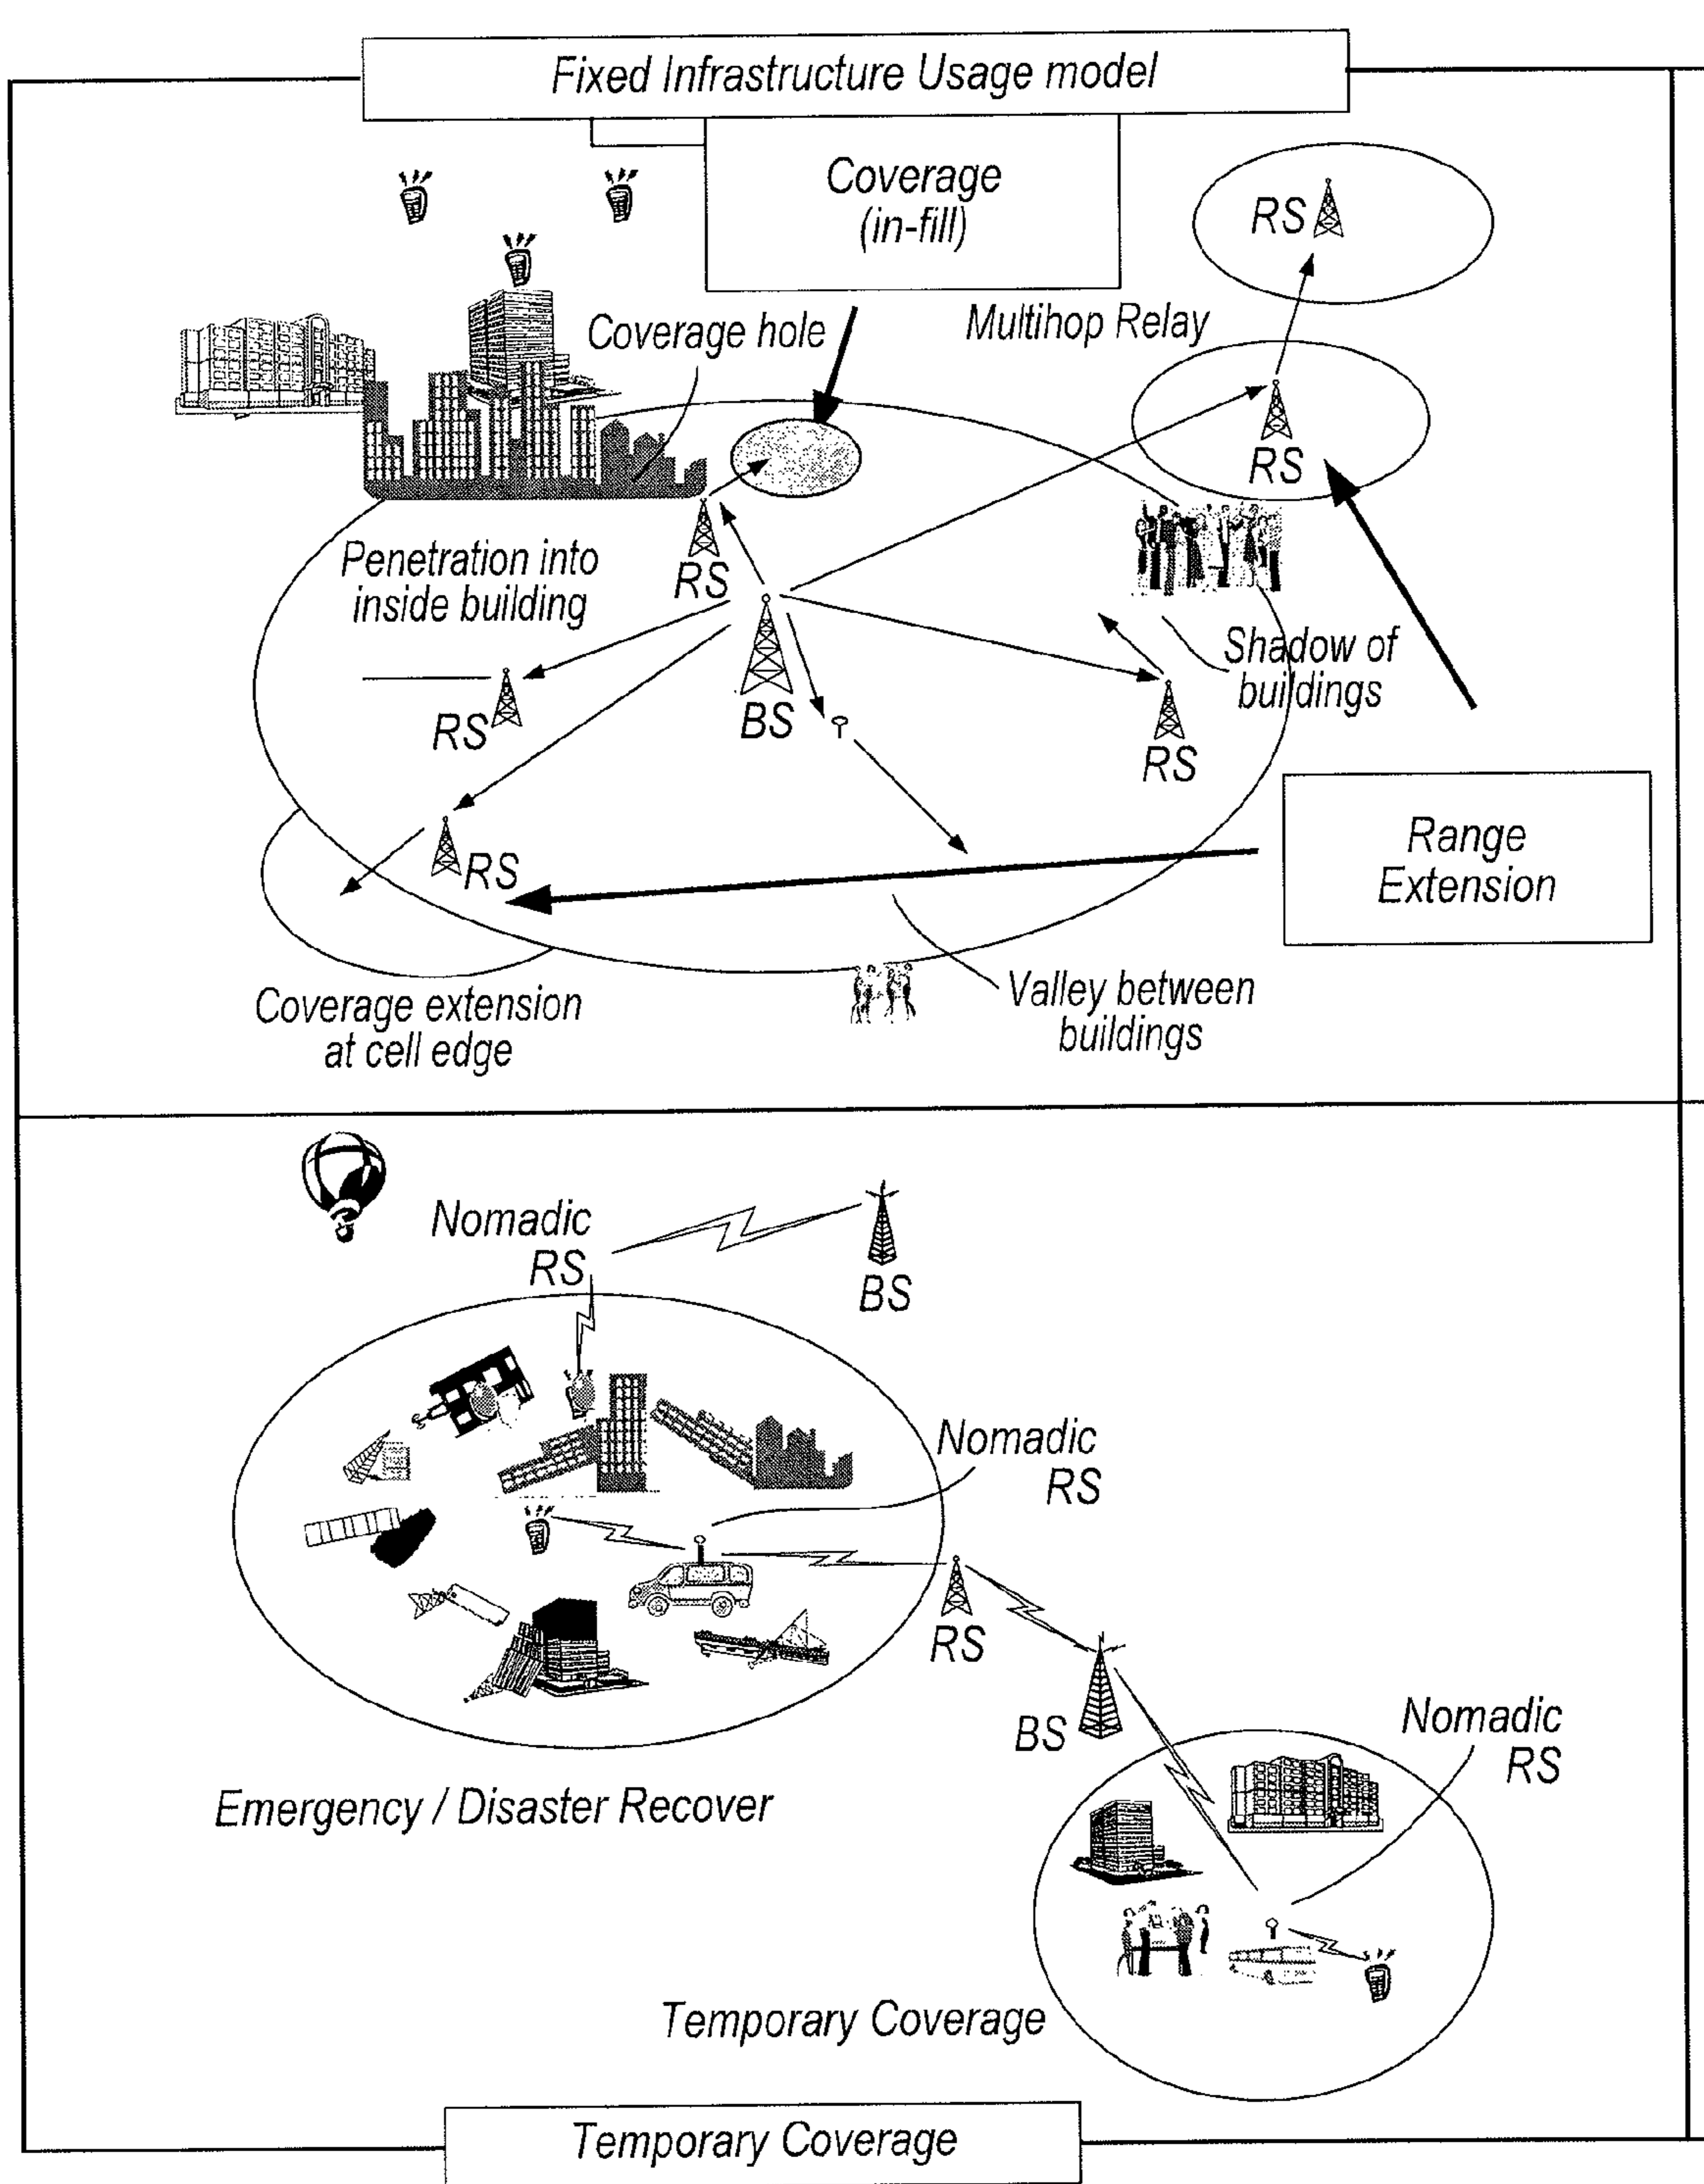 Fixed Infrastructure Usage model
Coverage
(in-fill)
RS
Coverage hole
Multihop Relay
RS
Penetration into
inside building
RS
Shadow of
buildings
RS
BS
RS
RS
Range
Extension
Coverage extension
at cell edge
Valley between
buildings
Nomadic
RS
BS
Nomadic
RS
RS
BS
Nomadic
RS
Emergency / Disaster Recover
Temporary Coverage
Temporary Coverage